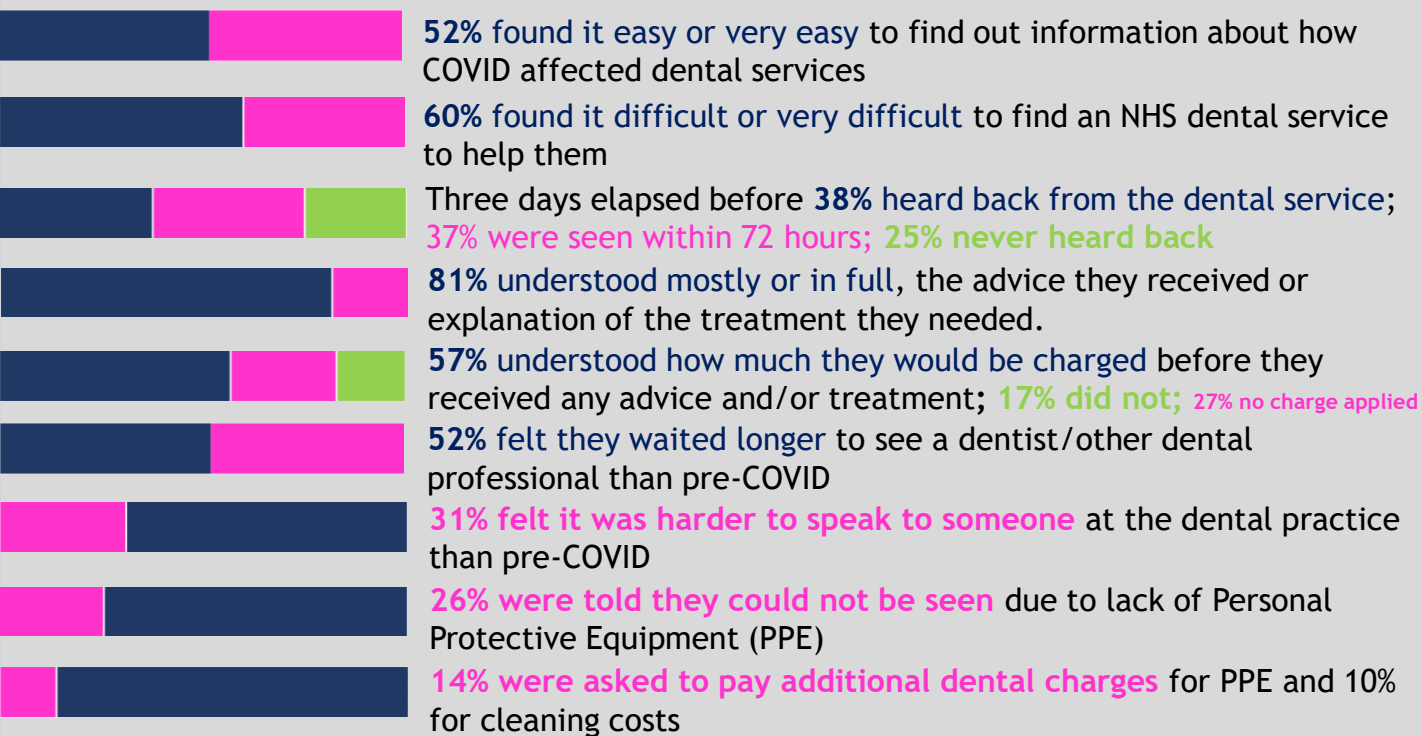 52% found it easy or very easy to find out information about how
COVID affected dental services
60% found it difficult or very difficult to find an NHS dental service
to help them
Three days elapsed before 38% heard back from the dental service;
37% were seen within 72 hours; 25% never heard back
81% understood mostly or in full, the advice they received or
explanation of the treatment they needed.
57% understood how much they would be charged before they
received any advice and/or treatment; 17% did not; 27% no charge applied
52% felt they waited longer to see a dentist/other dental
professional than pre-COVID
31% felt it was harder to speak to someone at the dental practice
than pre-COVID
26% were told they could not be seen due to lack of Personal
Protective Equipment (PPE)
14% were asked to pay additional dental charges for PPE and 10%
for cleaning costs